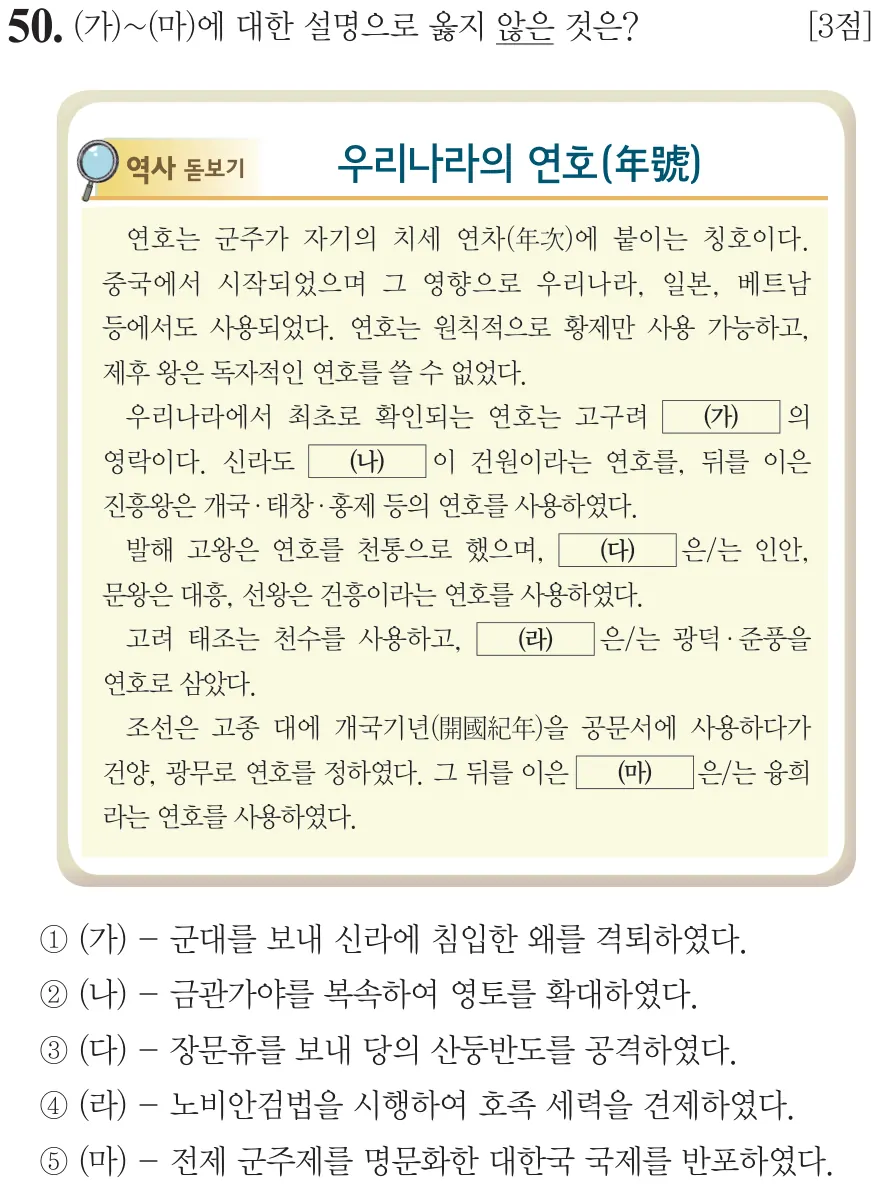 50. (가)~(마)에 대한 설명으로 옳지 않은 것은? [3점]
역사 돋보기 우리나라의 연호(年號)
연호는 군주가 자기의 치세 연차(年次)에 붙이는 칭호이다.
중국에서 시작되었으며 그 영향으로 우리나라, 일본, 베트남
등에서도 사용되었다. 연호는 원칙적으로 황제만 사용 가능하고,
제후 왕은 독자적인 연호를 쓸 수 없었다.
우리나라에서 최초로 확인되는 연호는 고구려 (가) 의
영락이다. 신라도 (나) 이 건원이라는 연호를, 뒤를 이은
진흥왕은 개국·태창·홍제 등의 연호를 사용하였다.
발해 고왕은 연호를 천통으로 했으며, (다) 은/는 인안,
문왕은 대흥, 선왕은 건흥이라는 연호를 사용하였다.
고려 태조는 천수를 사용하고, (라) 은/는 광덕·준풍을
연호로 삼았다.
조선은 고종 대에 개국기년(開國紀年)을 공문서에 사용하다가
건양, 광무로 연호를 정하였다. 그 뒤를 이은 (마) 은/는 융희
라는 연호를 사용하였다.
① (가) - 군대를 보내 신라에 침입한 왜를 격퇴하였다.
② (나) - 금관가야를 복속하여 영토를 확대하였다.
③ (다) - 장문휴를 보내 당의 산둥반도를 공격하였다.
④ (라) - 노비안검법을 시행하여 호족 세력을 견제하였다.
⑤ (마) - 전제 군주제를 명문화한 대한국 국제를 반포하였다.